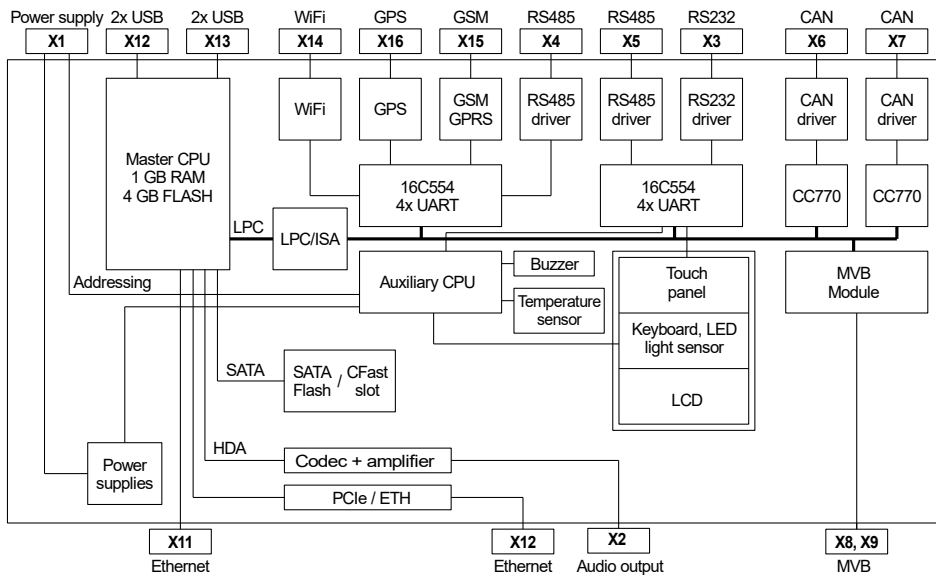 Power supply
2x USB
2x USB
WiFi
GPS
GSM
RS485
RS485
RS232
CAN
CAN
X1
X12
X13
X14
X16
X15
X4
X5
X3
X6
X7
Master CPU
1 GB RAM
4 GB FLASH
WiFi
GPS
GSM
GPRS
RS485
driver
RS485
driver
RS232
driver
CAN
driver
CAN
driver
16C554
4x UART
16C554
4x UART
CC770
CC770
LPC
LPC/ISA
Addressing
Auxiliary CPU
Buzzer
Temperature
sensor
Touch
panel
Keyboard, LED
light sensor
LCD
MVB
Module
SATA
SATA
Flash
/
CFast
slot
Power
supplies
HDA
Codec + amplifier
PCIe / ETH
X11
X12
X2
X8, X9
Ethernet
Ethernet
Audio output
MVB